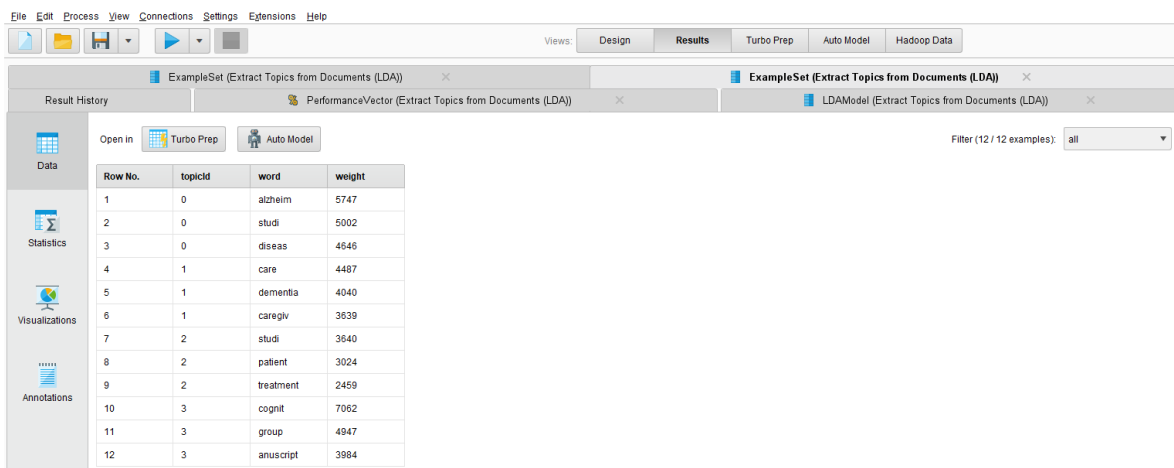 File Edit Process View Connections Settings Extensions Help
Views: Design Results Turbo Prep Auto Model Hadoop Data
ExampleSet (Extract Topics from Documents (LDA)) ExampleSet (Extract Topics from Documents (LDA))
Result History PerformanceVector (Extract Topics from Documents (LDA)) LDAModel (Extract Topics from Documents (LDA))
Open in Turbo Prep Auto Model Filter (12 / 12 examples): all
Data
Statistics
Visualizations
Annotations
Row No. topicId word weight
1 0 alzheim 5747
2 0 studi 5002
3 0 diseas 4646
4 1 care 4487
5 1 dementia 4040
6 1 caregiv 3639
7 2 studi 3640
8 2 patient 3024
9 2 treatment 2459
10 3 cognit 7062
11 3 group 4947
12 3 anuscript 3984